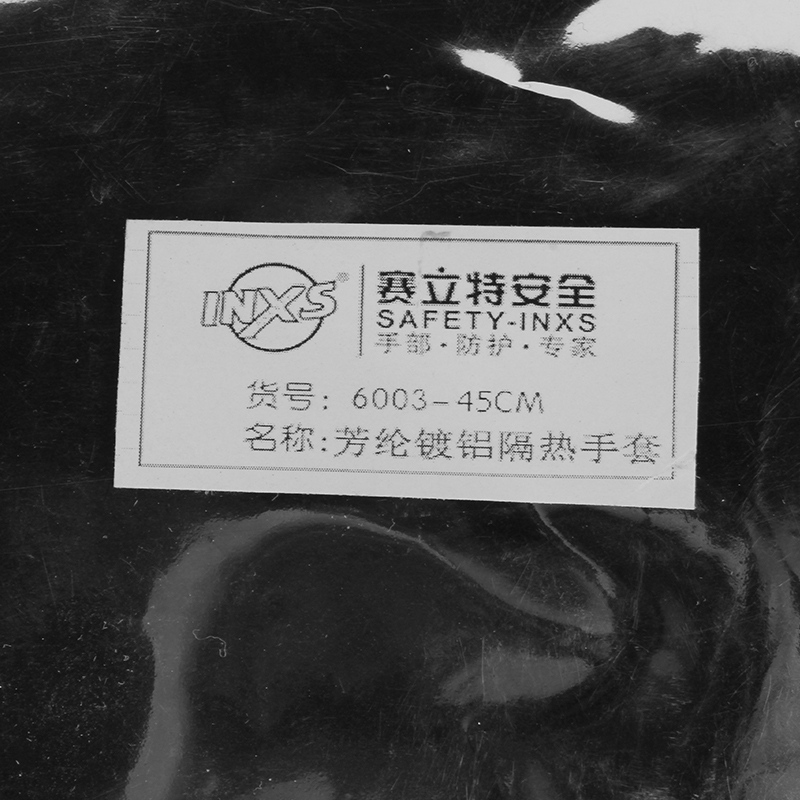 INXS®
赛立特安全
SAFETY-INXS
手部·防护·专家
货号: 6003-45CM
名称:芳纶镀铝隔热手套